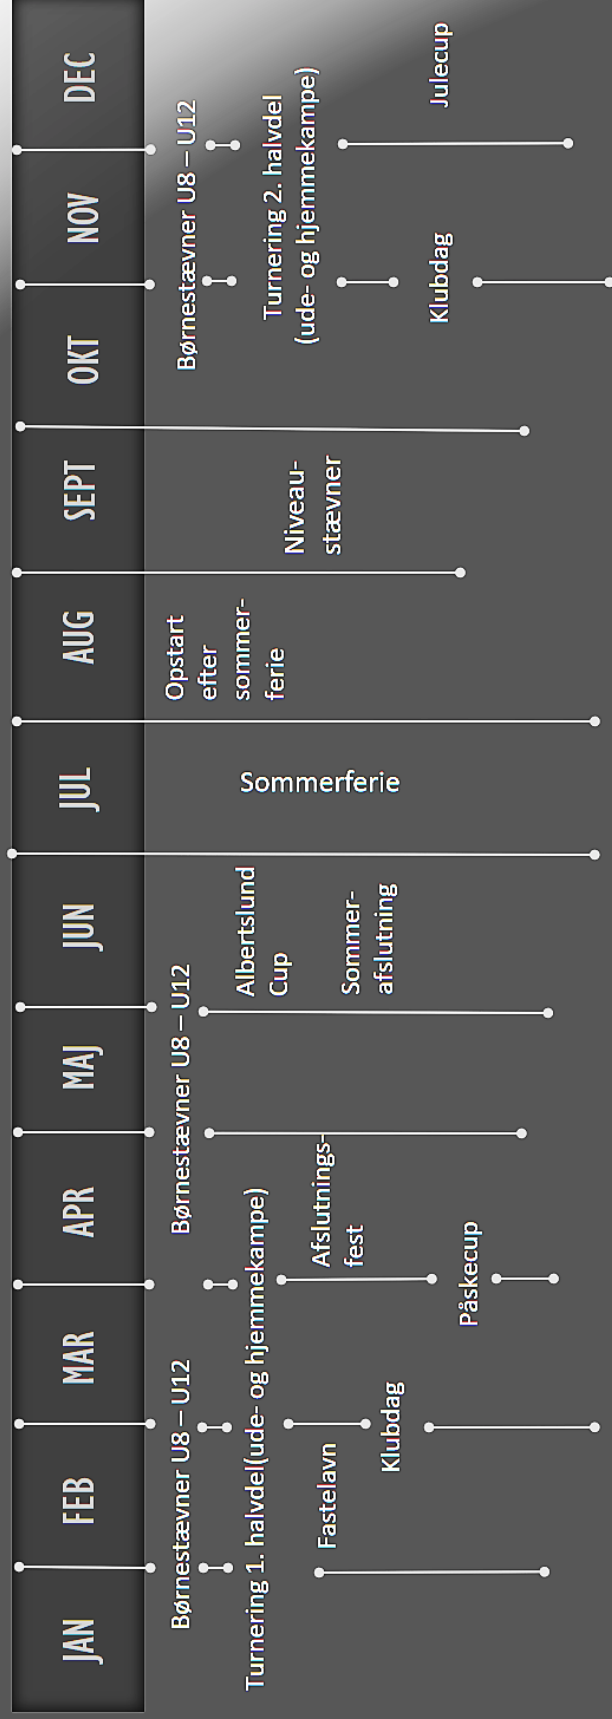 JAN
FEB
MAR
APR
MAJ
JUN
JUL
AUG
SEPT
OKT
NOV
DEC
Børnestævner U8 – U12
Børnestævner U8 – U12
Børnestævner U8 – U12
Turnering 1. halvdel(ude- og hjemmekampe)
Fastelavn
Klubdag
Afslutnings-
fest
Påskecup
Albertslund
Cup
Sommer-
afslutning
Sommerferie
Opstart
efter
sommer-
ferie
Niveau-
stævner
Børnestævner U8 – U12
Turnering 2. halvdel
(ude- og hjemmekampe)
Klubdag
Julecup